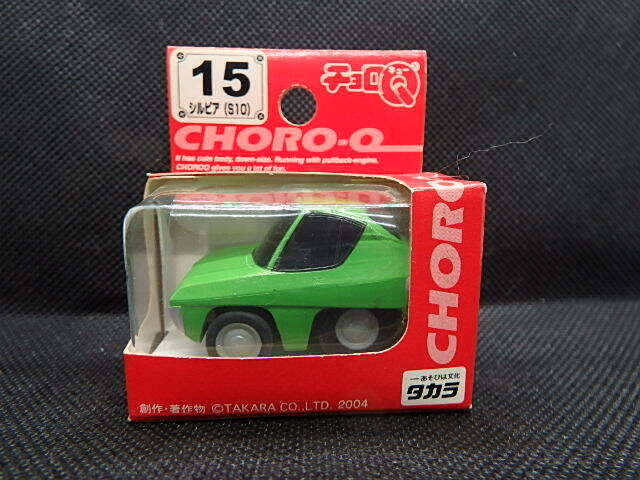 15
シルビア (S10)
チョロQ
CHORO-Q
It has cute body, down-size. Running with pullback-engine.
CHOROQ gives you a lot of fun.
CHORO
一あそびは文化
タカラ
創作・著作物 ©TAKARA CO.,LTD. 2004